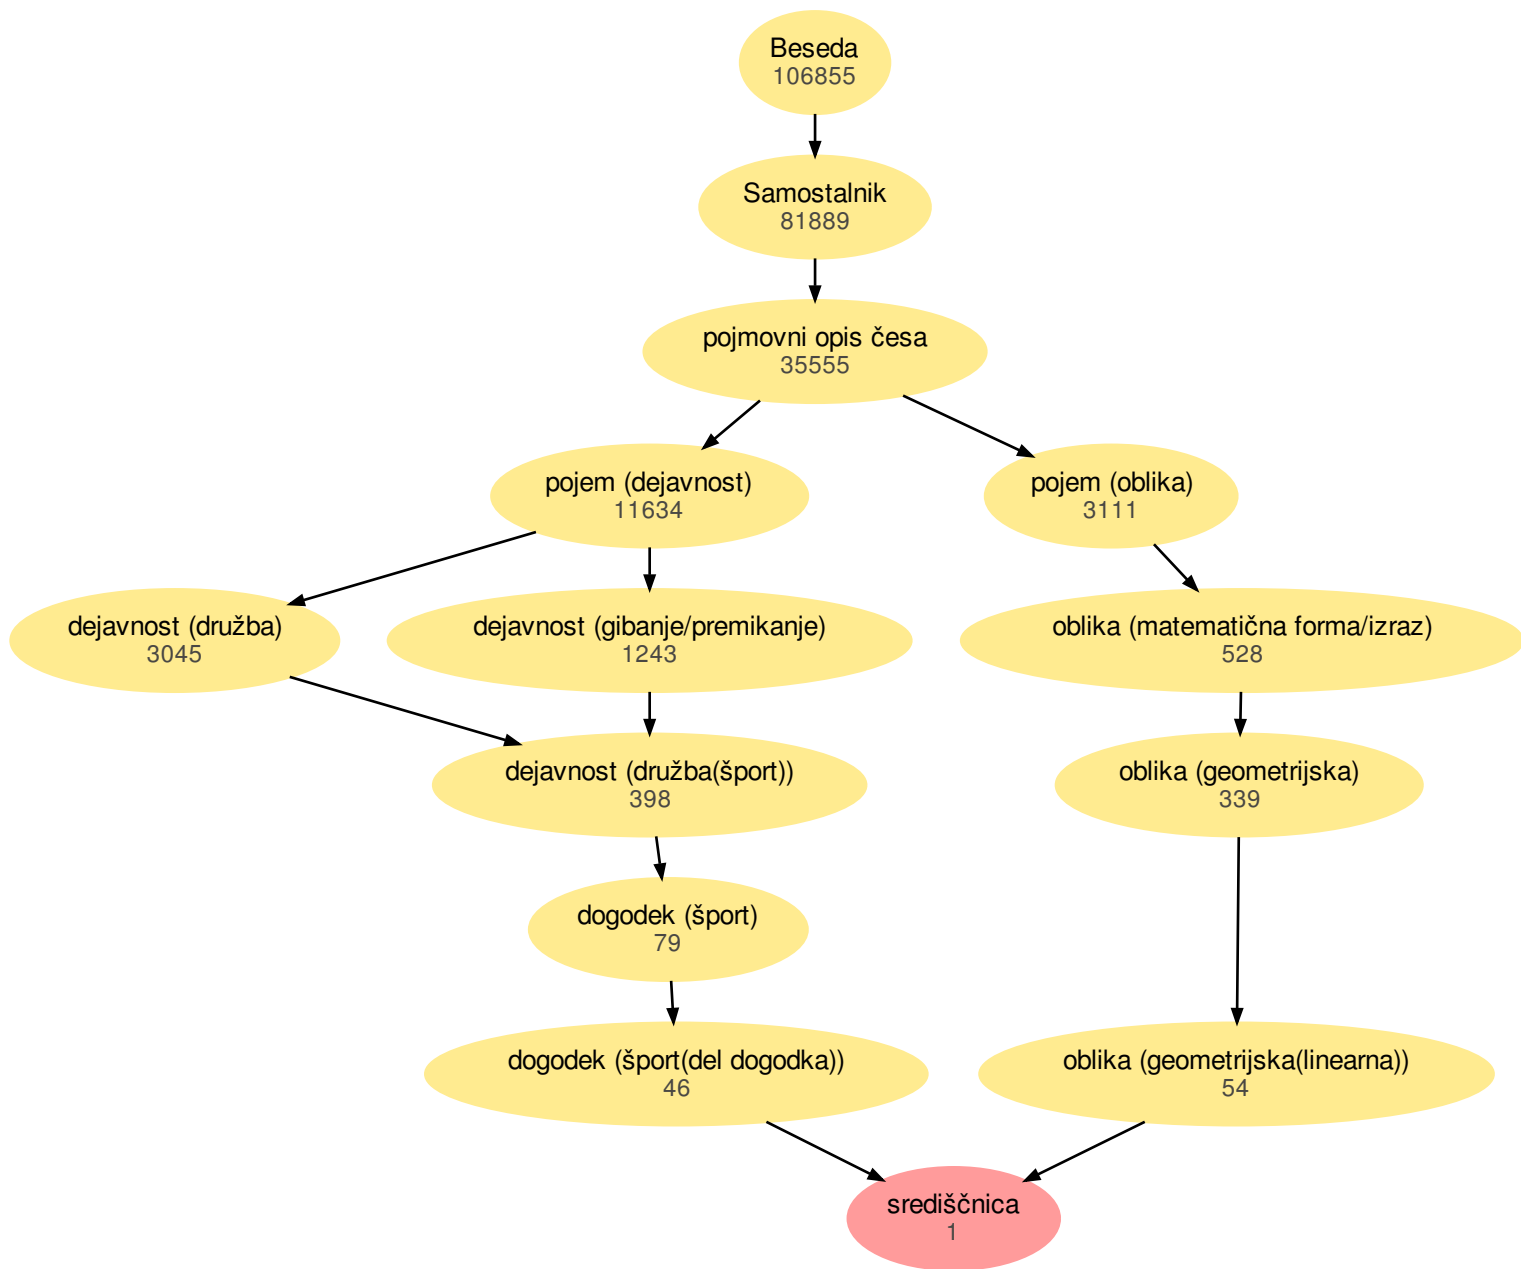 Beseda
106855
Samostalnik
81889
pojmovni opis česa
35555
pojem (dejavnost)
11634
pojem (oblika)
3111
dejavnost (družba)
3045
dejavnost (gibanje/premikanje)
1243
oblika (matematična forma/izraz)
528
dejavnost (družba(šport))
398
oblika (geometrijska)
339
dogodek (šport)
79
dogodek (šport(del dogodka))
46
oblika (geometrijska(linearna))
54
središčnica
1